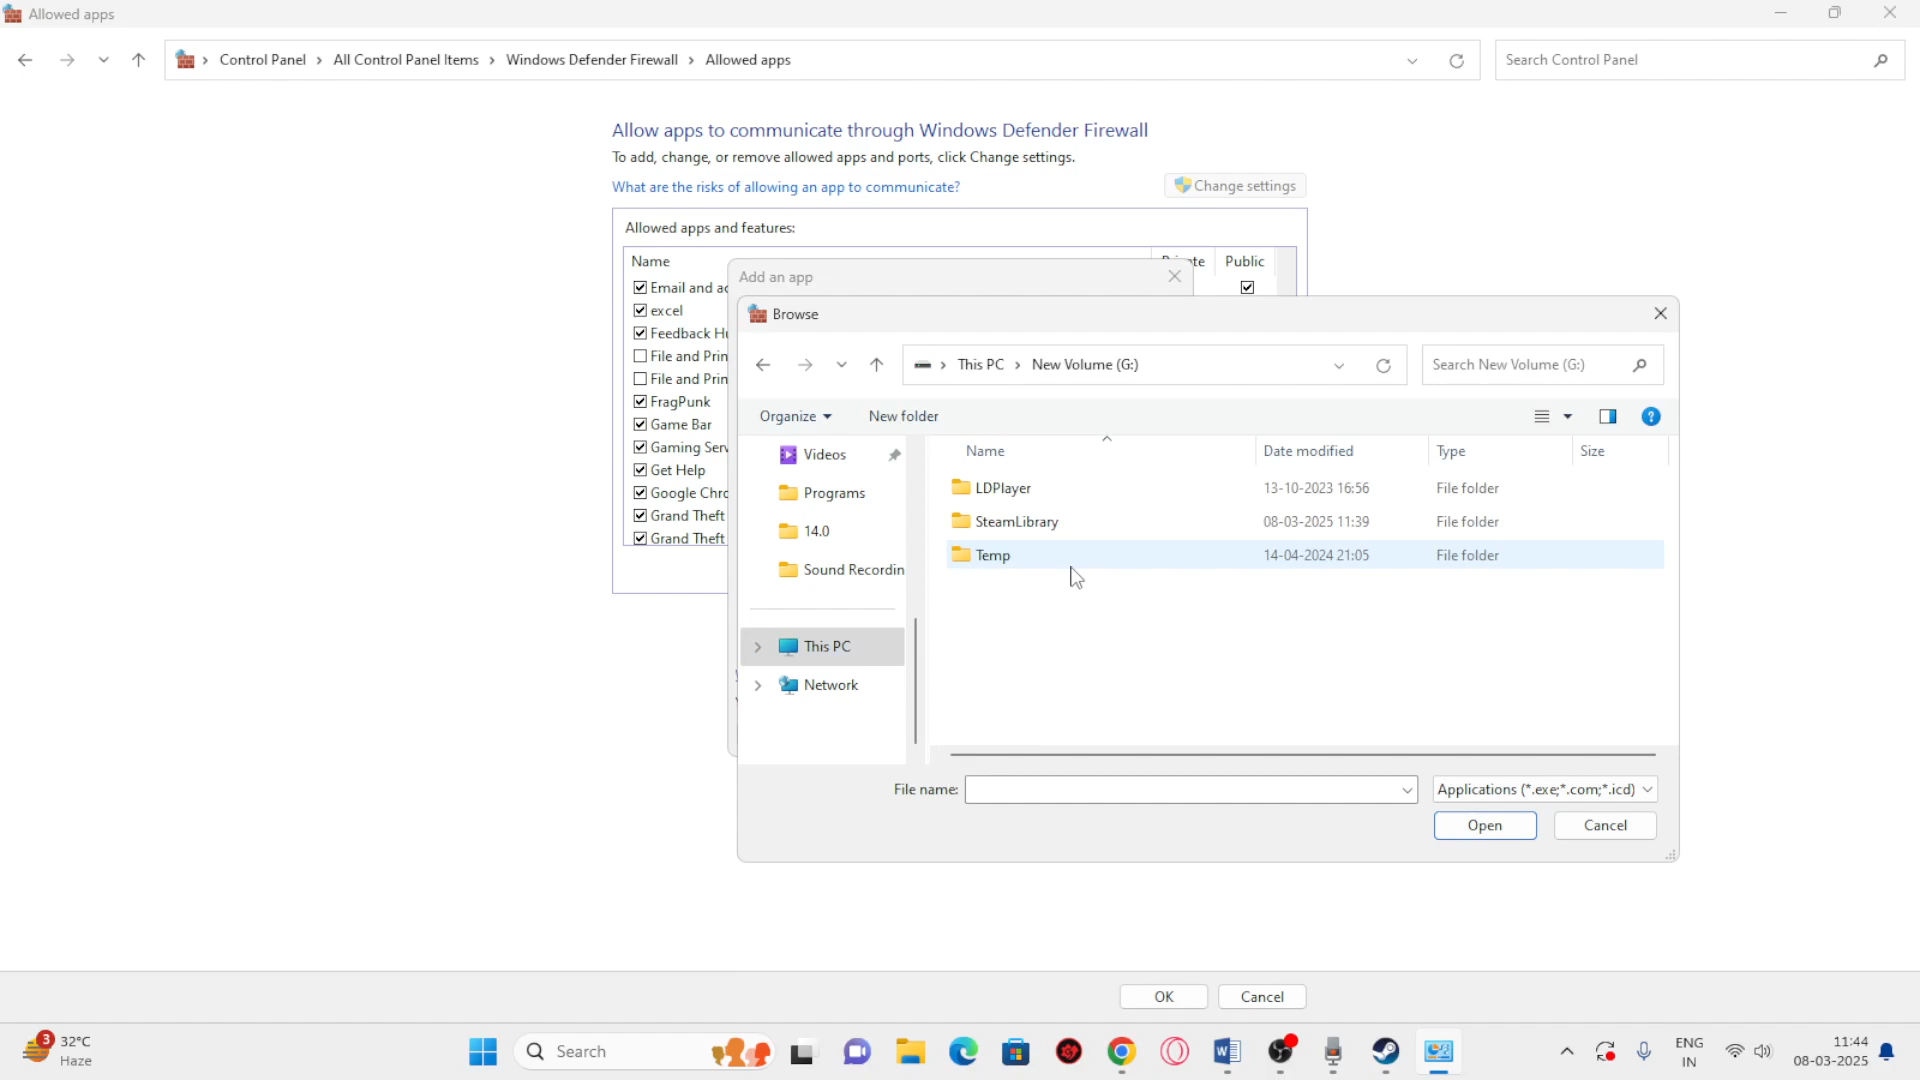 Allowed apps
Control Panel > All Control Panel Items > Windows Defender Firewall > Allowed apps
Search Control Panel
Allow apps to communicate through Windows Defender Firewall
To add, change, or remove allowed apps and ports, click Change settings.
What are the risks of allowing an app to communicate?
Change settings
Allowed apps and features:
Name
Public
Email and
excel
Feedback
File and
File and
FragPunk
Game Bar
Gaming
Get Help
Google
Grand Theft
Grand Theft
Add an app
Browse
This PC > New Volume (G:)
Search New Volume (G:)
Organize
New folder
Videos
Programs
14.0
Sound
This PC
Network
Name Date modified Type Size
LDPlayer 13-10-2023 16:56 File folder
SteamLibrary 08-03-2025 11:39 File folder
Temp 14-04-2024 21:05 File folder
File name:
Applications (*.exe;*.com;*.icd)
Open
Cancel
OK
Cancel
3
32°C
Haze
Search
ENG
IN
11:44
08-03-2025